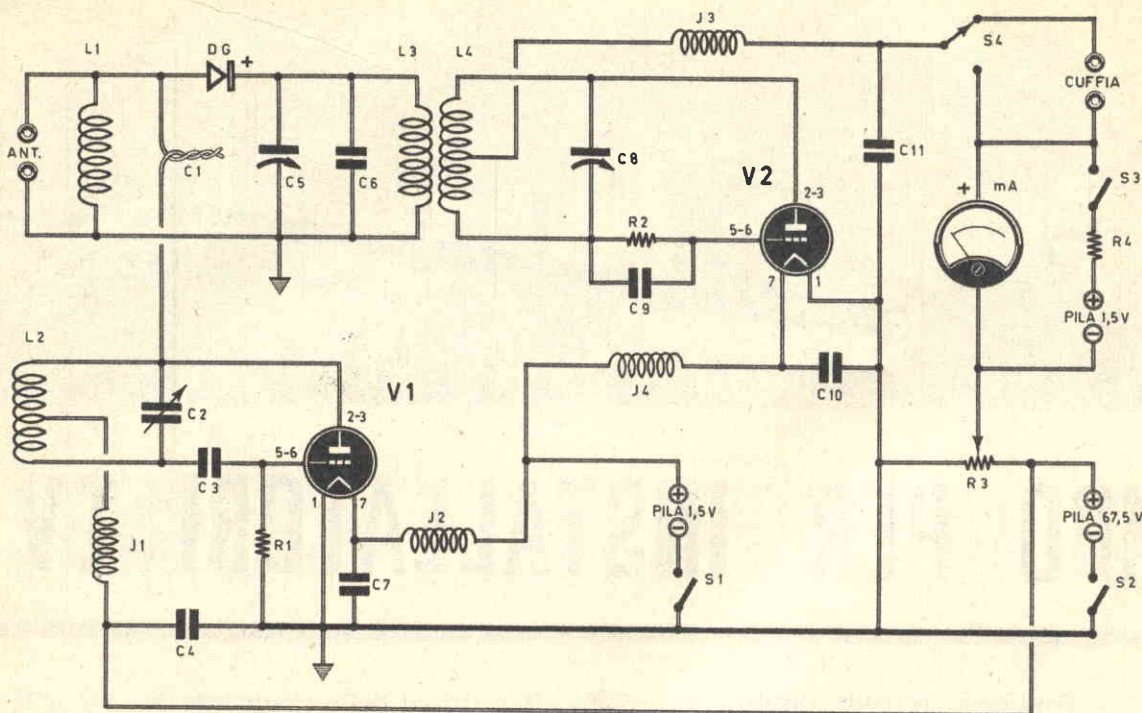 J3
L1
DG
+
L3
L4
S4
CUFFIA
ANT.
C1
C5
C6
C8
V2
C11
2-3
+
mA
S3
R2
5-6
R4
7
1
C9
PILA 1,5 V
L2
J4
C10
V1
C2
2-3
5-6
C3
1
7
R3
J2
PILA 1,5 V
PILA 67,5 V
J1
R1
C7
S1
S2
C4